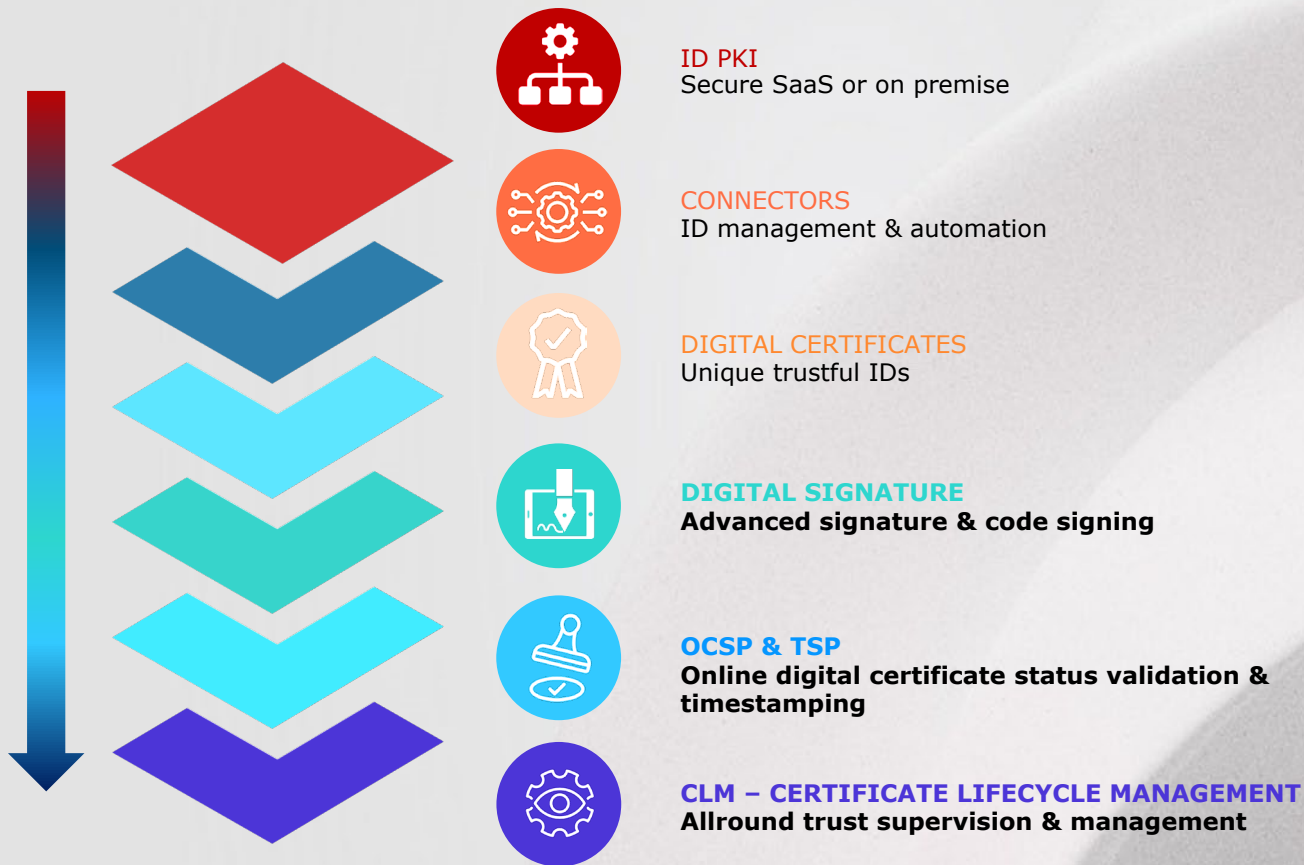 ID PKI
Secure SaaS or on premise
CONNECTORS
ID management & automation
DIGITAL CERTIFICATES
Unique trustful IDs
DIGITAL SIGNATURE
Advanced signature & code signing
OCSP & TSP
Online digital certificate status validation &
timestamping
CLM – CERTIFICATE LIFECYCLE MANAGEMENT
Allround trust supervision & management